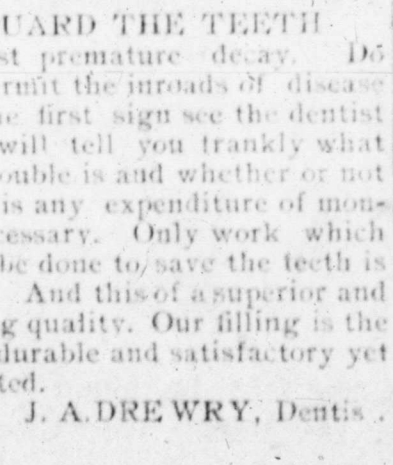 UARD THE TEETH
st premature decay. Do
rmit the inroads of disease
e first sign see the dentist
will tell you frankly what
ouble is and whether or not
is any expenditure of mon-
cessary. Only work which
be done to save the teeth is
And this of a superior and
g quality. Our filling is the
durable and satisfactory yet
ted.
J. A. DREWRY, Dentis .